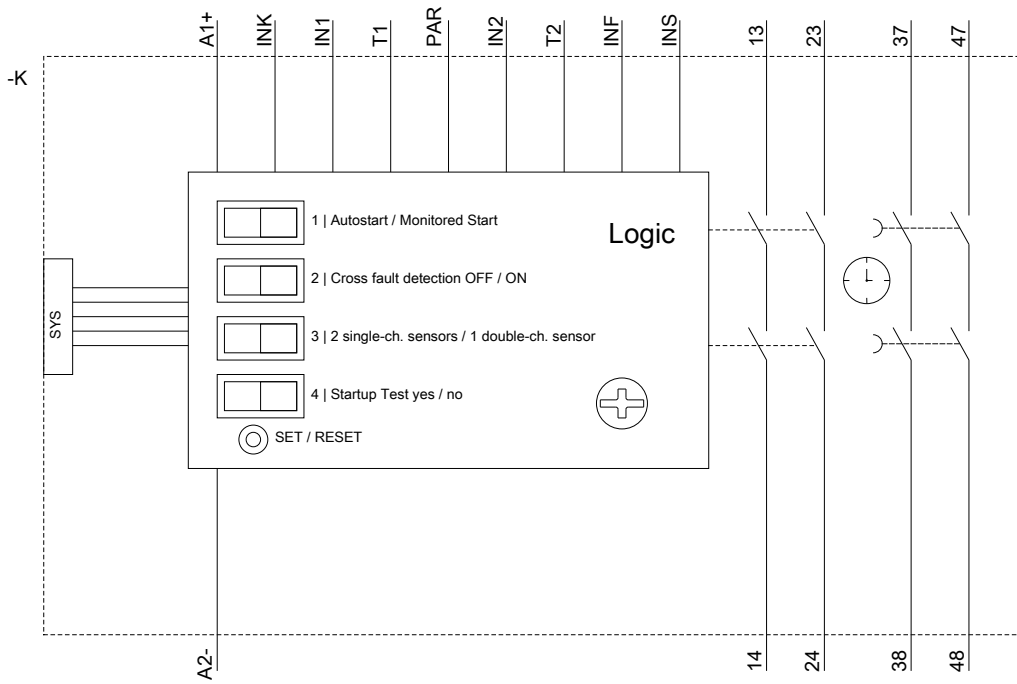 A1+ INK IN1 T1 PAR IN2 T2 INF INS 13 23 37 47
-K
1 | Autostart / Monitored Start
Logic
2 | Cross fault detection OFF / ON
SYS
3 | 2 single-ch. sensors / 1 double-ch. sensor
4 | Startup Test yes / no
SET / RESET
A2- 14 24 38 48